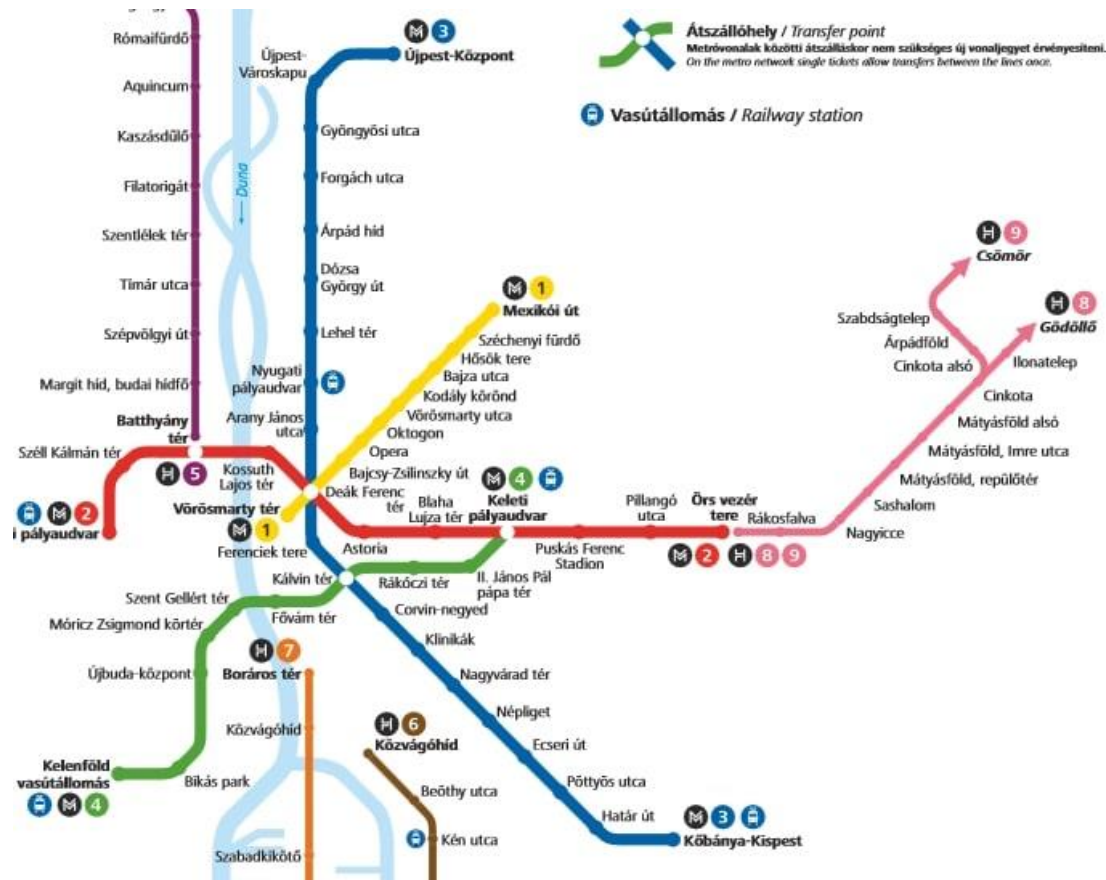 Rómaifürdő
Aquincum
Kaszásdűlő
Filatorigát
Szentlélek tér
Tímár utca
Szépvölgyi út
Margit híd, budai hídfő
Batthyány
tér
H 5
← Duna
Újpest-
Városkapu
M 3
Újpest-Központ
Gyöngyösi utca
Forgách utca
Árpád híd
Dózsa
György út
Lehel tér
Nyugati
pályaudvar
Arany János
utca
Átszállóhely / Transfer point
Metróvonalak közötti átszálláskor nem szükséges új vonaljegyet érvényesíteni.
On the metro network single tickets allow transfers between the lines once.
Vasútállomás / Railway station
M 1
Mexikói út
Széchenyi fürdő
Hősök tere
Bajza utca
Kodály körönd
Vörösmarty utca
Oktogon
Opera
Bajcsy-Zsilinszky út
Deák Ferenc
tér
Vörösmarty tér
M 1
Ferenciek tere
H 9
Csömör
Szabdságtelep
Árpádföld
Cinkota alsó
H 8
Gödöllő
Ilonatelep
Cinkota
Mátyásföld alsó
Mátyásföld, Imre utca
Mátyásföld, repülőtér
Sashalom
Nagyicce
Rákosfalva
Széll Kálmán tér
M 2
i pályaudvar
Kossuth
Lajos tér
Astoria
Blaha
Lujza tér
M 4
Keleti
pályaudvar
Puskás Ferenc
Stadion
Pillangó
utca
Örs vezér
tere
M 2 H 8 9
Kálvin tér
Rákóczi tér
II. János Pál
pápa tér
Szent Gellért tér
Fővám tér
Móricz Zsigmond körtér
Újbuda-központ
Bikás park
Kelenföld
vasútállomás
M 4
Corvin-negyed
Klinikák
Nagyvárad tér
Népliget
Ecseri út
Pöttyös utca
Határ út
M 3
Kőbánya-Kispest
H 7
Boráros tér
Közvágóhíd
Szabadkikötő
H 6
Közvágóhíd
Beöthy utca
Kén utca